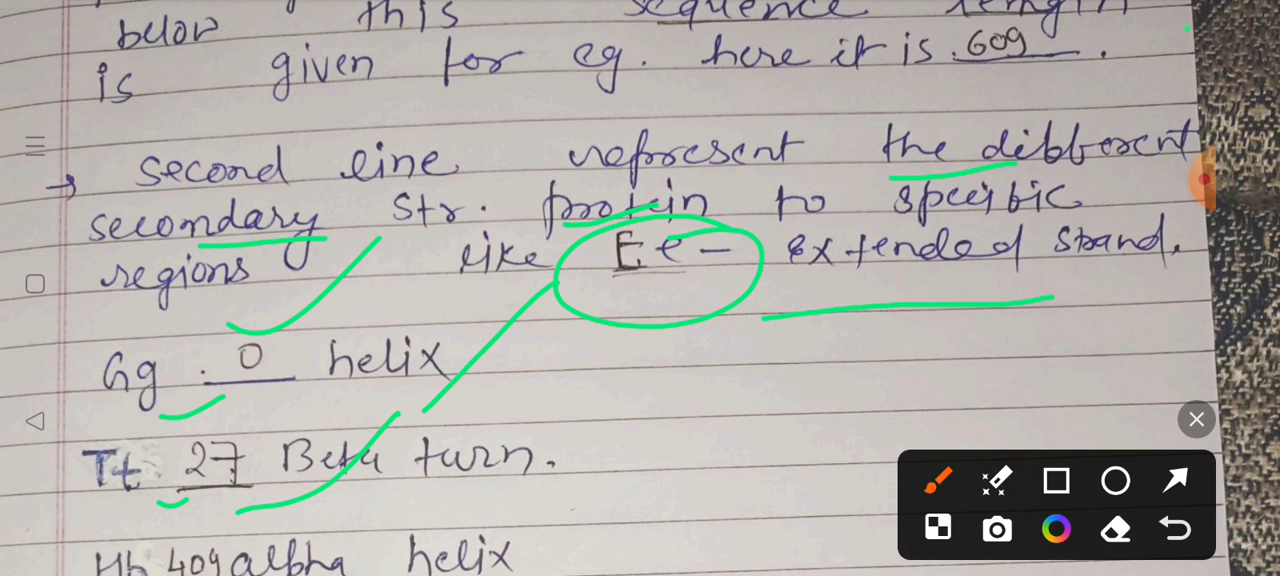 below this sequence length
is given for eg. here it is 609.
→ second line represent the different
secondary str. protein to specific
regions like Ee - extended strand.
Gg . 0 helix
Tt 27 Beta turn.
Hh 409 alpha helix